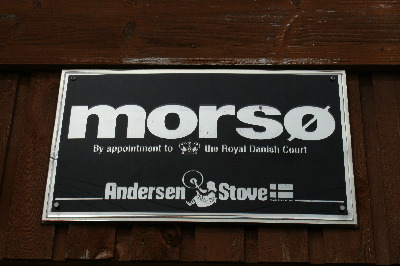 morsø
By appointment to the Royal Danish Court
Andersen Stove